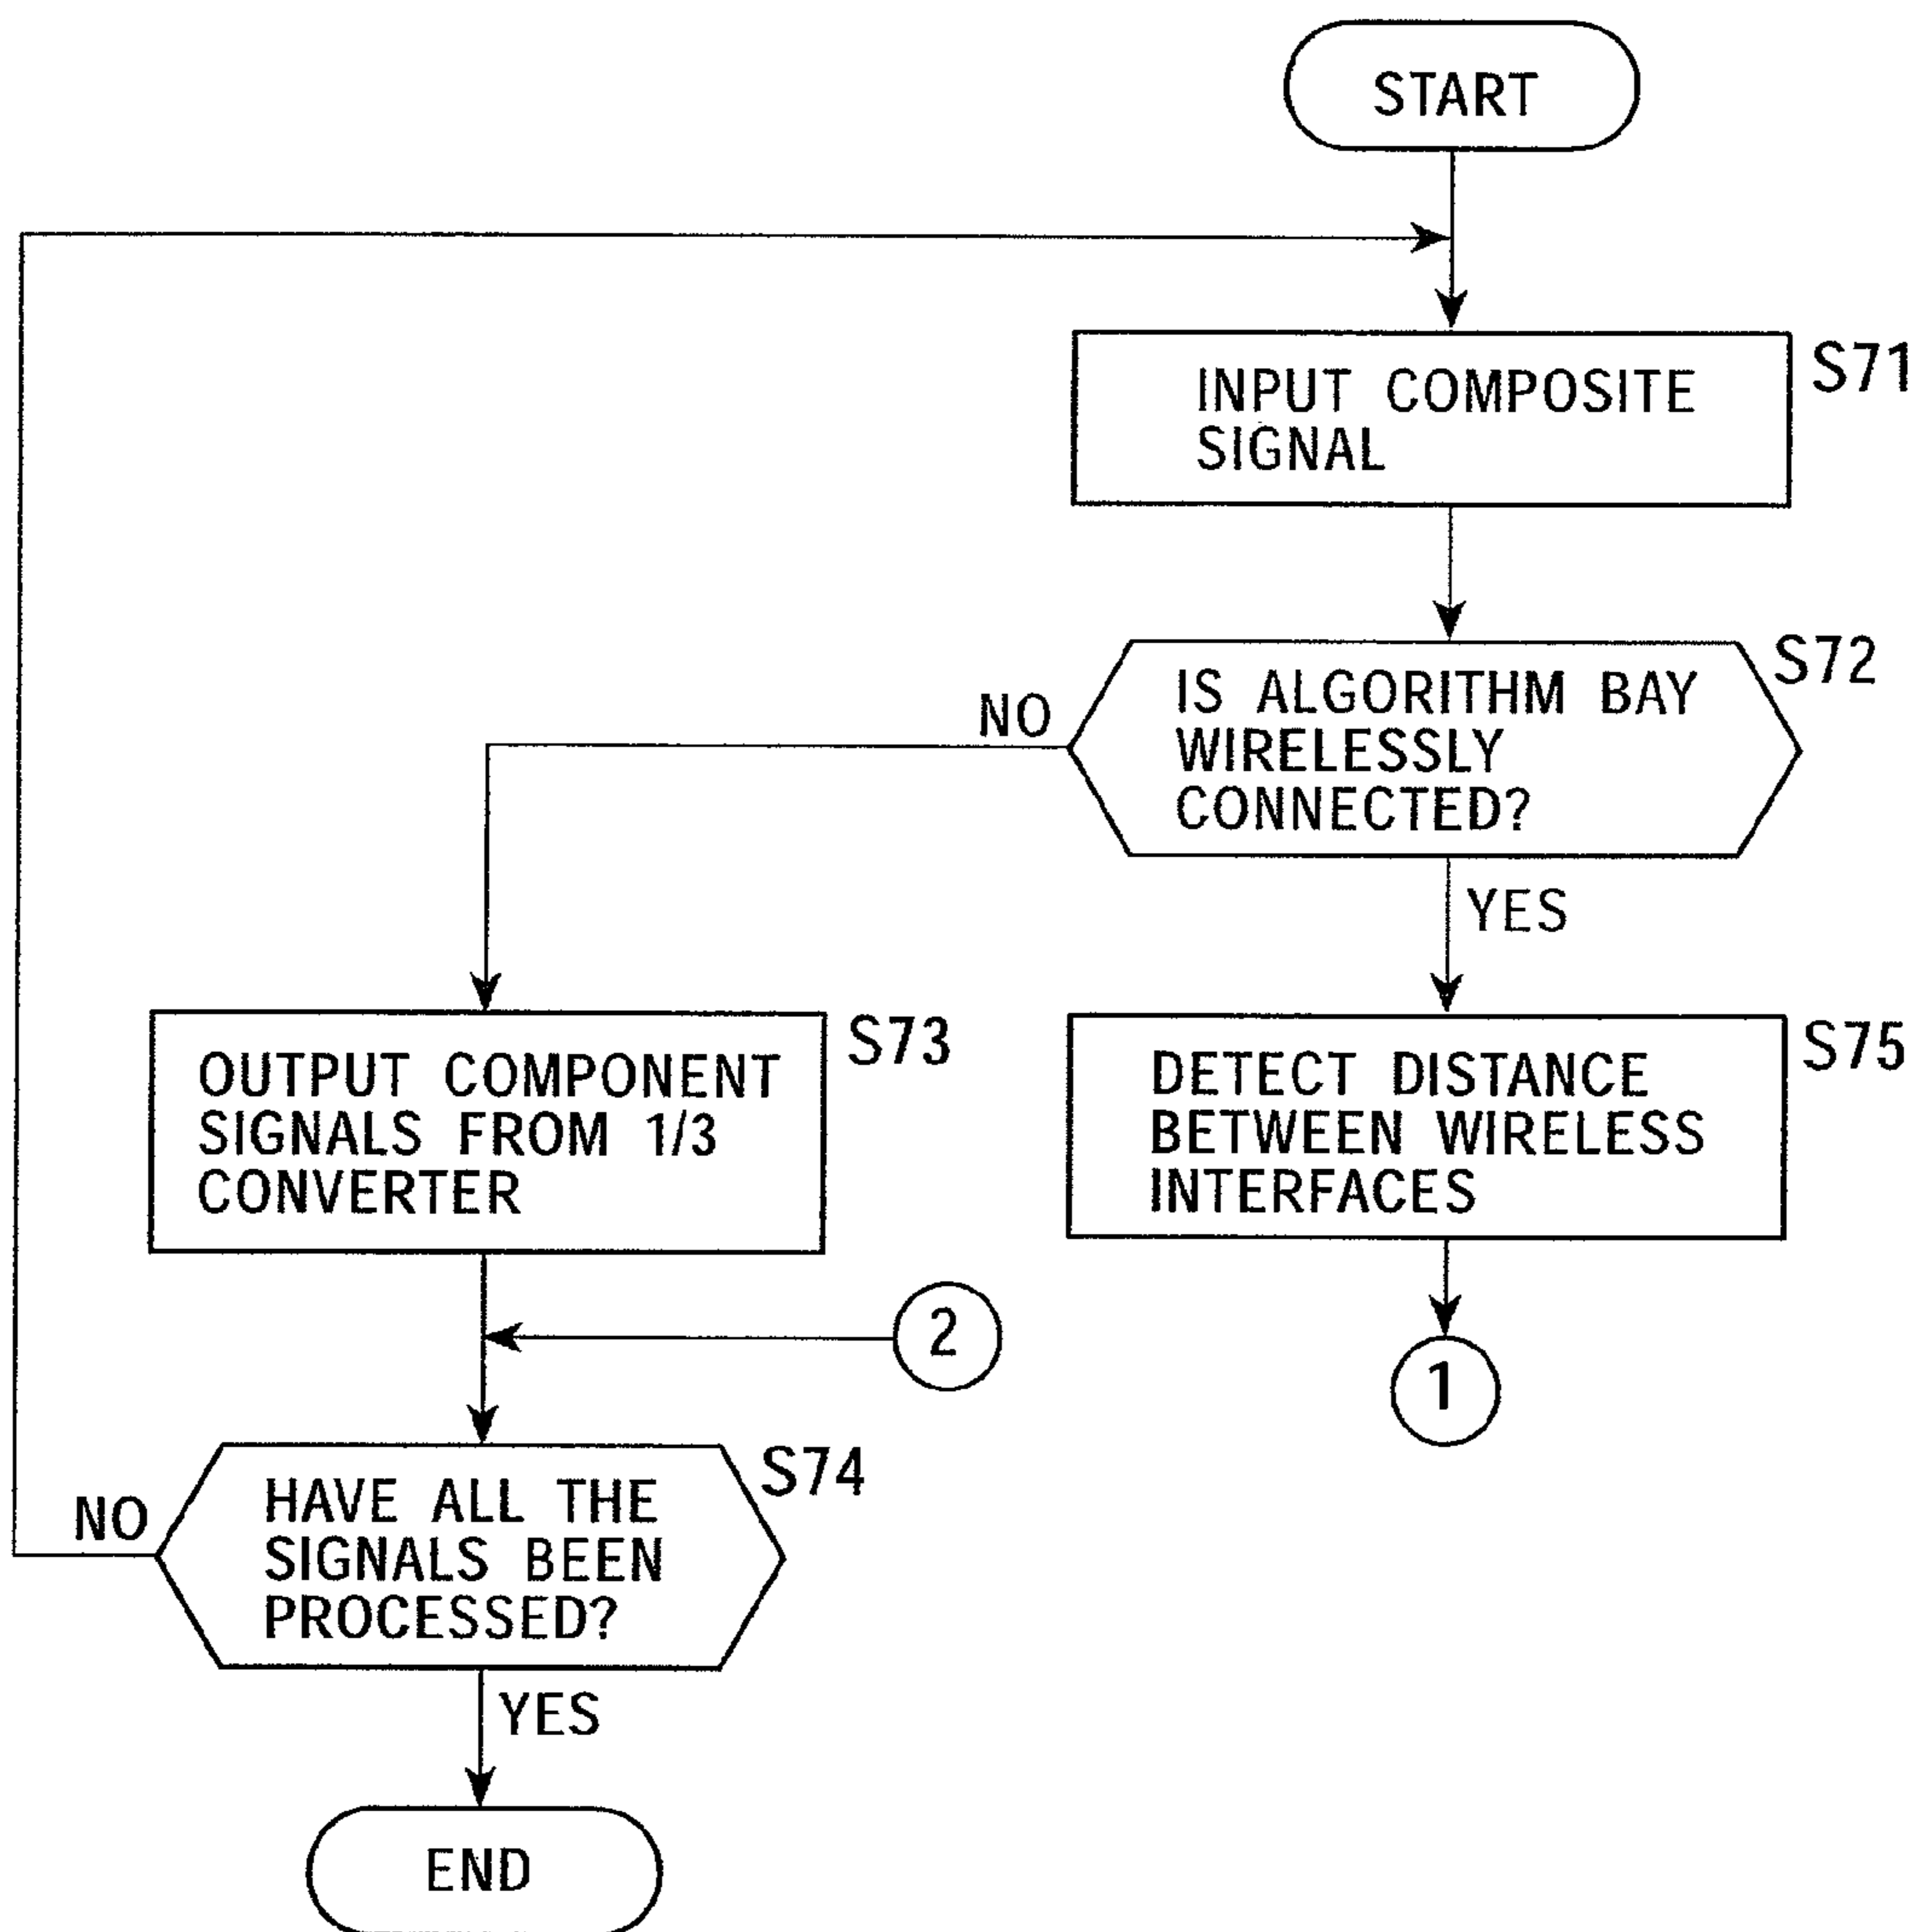 START
INPUT COMPOSITE
SIGNAL
S71
IS ALGORITHM BAY
WIRELESSLY
CONNECTED?
S72
NO
YES
OUTPUT COMPONENT
SIGNALS FROM 1/3
CONVERTER
S73
DETECT DISTANCE
BETWEEN WIRELESS
INTERFACES
S75
2
1
HAVE ALL THE
SIGNALS BEEN
PROCESSED?
S74
NO
YES
END